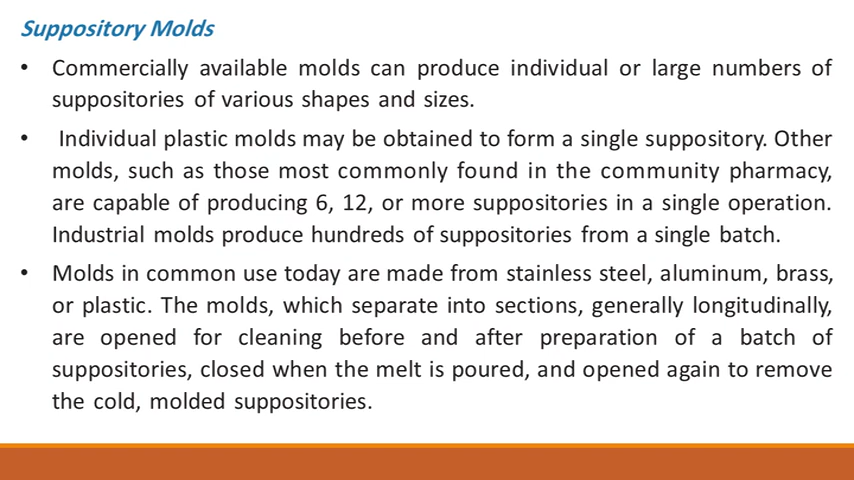 Suppository Molds
• Commercially available molds can produce individual or large numbers of
suppositories of various shapes and sizes.
• Individual plastic molds may be obtained to form a single suppository. Other
molds, such as those most commonly found in the community pharmacy,
are capable of producing 6, 12, or more suppositories in a single operation.
Industrial molds produce hundreds of suppositories from a single batch.
• Molds in common use today are made from stainless steel, aluminum, brass,
or plastic. The molds, which separate into sections, generally longitudinally,
are opened for cleaning before and after preparation of a batch of
suppositories, closed when the melt is poured, and opened again to remove
the cold, molded suppositories.